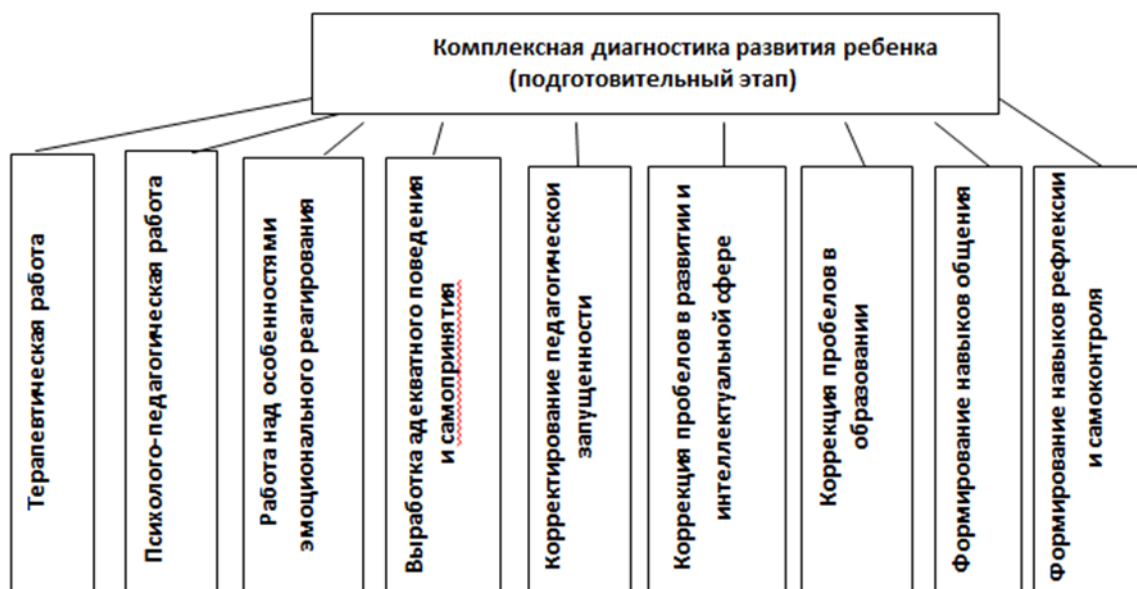 Комплексная диагностика развития ребенка
(подготовительный этап)
Терапевтическая работа
Психолого-педагогическая работа
Работа над особенностями
эмоционального реагирования
Выработка адекватного поведения
и самопринятия
Корректирование педагогической
запущенности
Коррекция пробелов в развитии и
интеллектуальной сфере
Коррекция пробелов в
образовании
Формирование навыков общения
Формирование навыков рефлексии
и самоконтроля